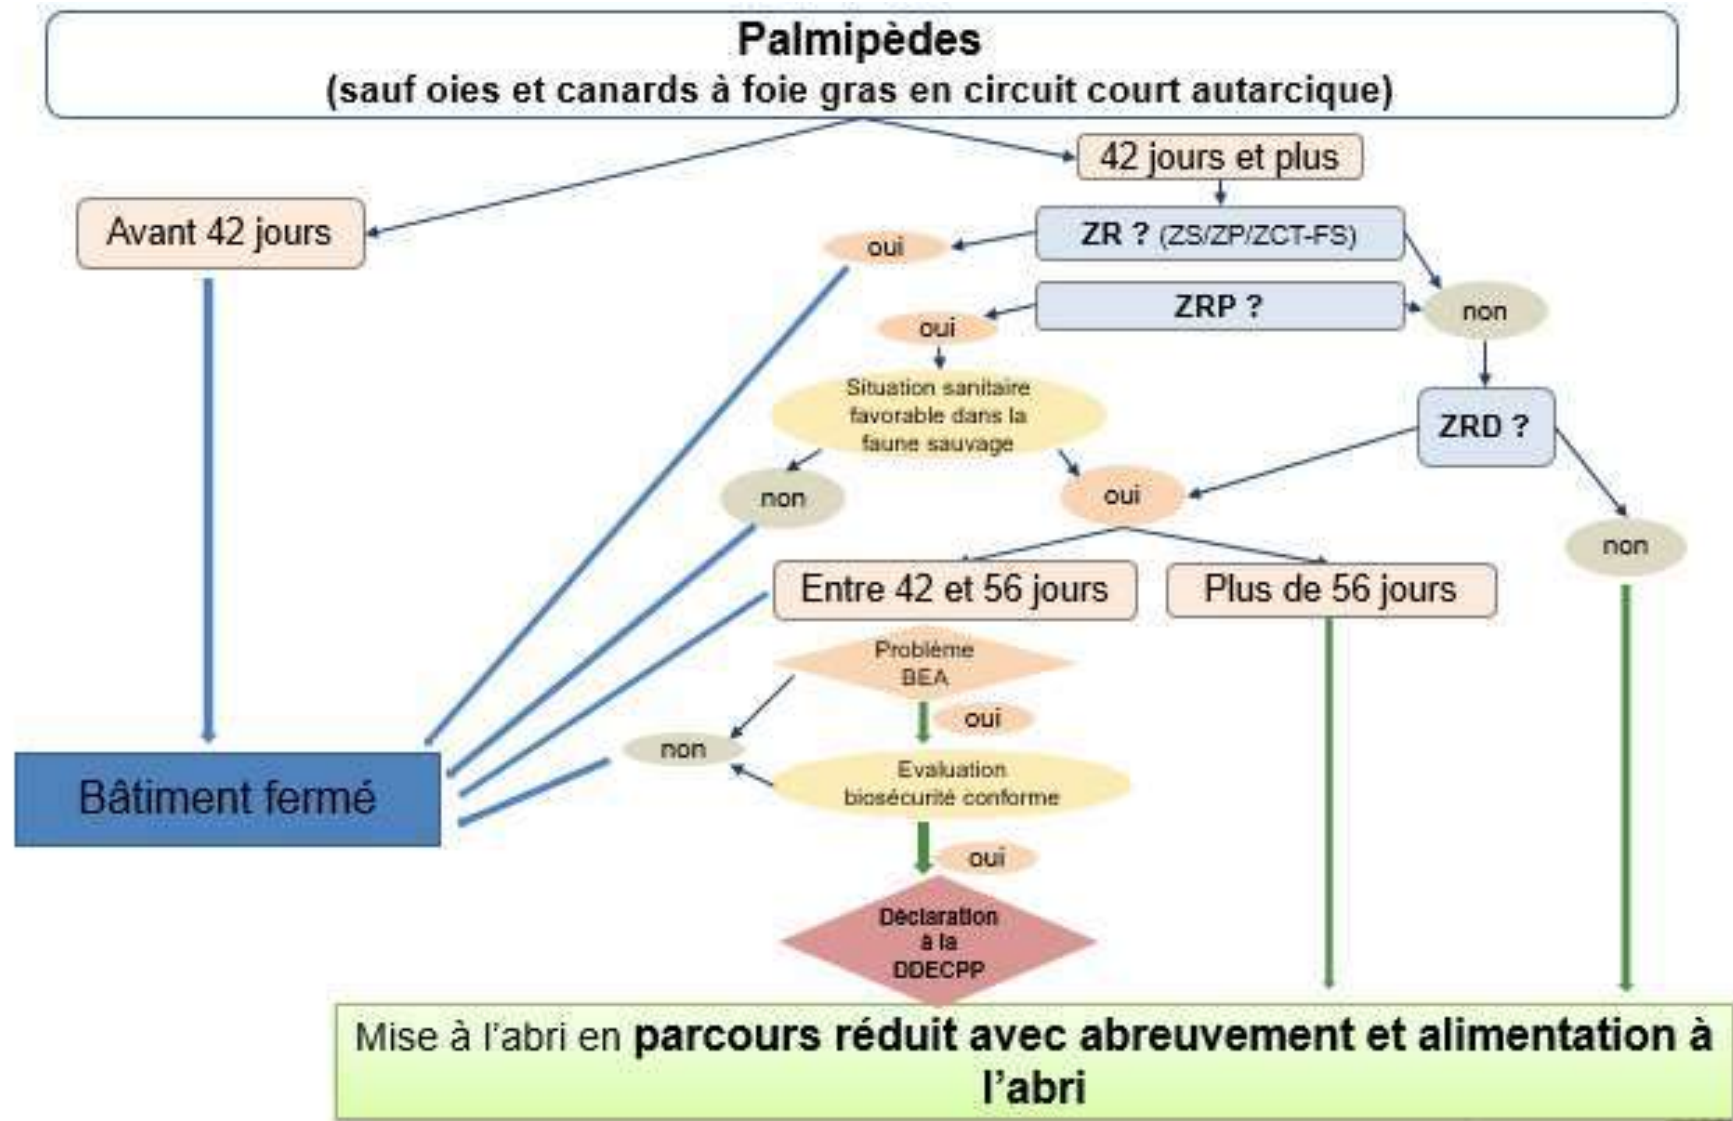 Palmipèdes
(sauf oies et canards à foie gras en circuit court autarcique)
42 jours et plus
Avant 42 jours
ZR ? (ZS/ZP/ZCT-FS)
oui
ZRP ?
non
oui
Situation sanitaire
favorable dans la
faune sauvage
ZRD ?
non
oui
non
Entre 42 et 56 jours
Plus de 56 jours
Problème
BEA
oui
non
Evaluation
biosécurité conforme
Bâtiment fermé
oui
Déclaration
à la
DDECPP
Mise à l'abri en parcours réduit avec abreuvement et alimentation à
l'abri